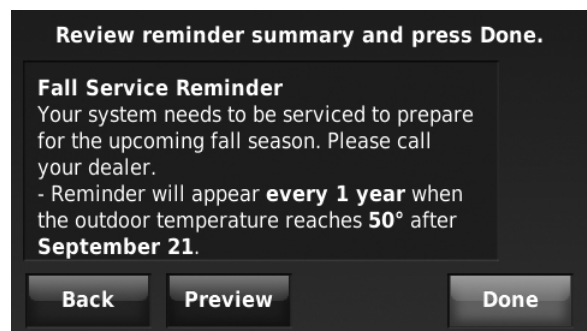 Review reminder summary and press Done.
Fall Service Reminder
Your system needs to be serviced to prepare
for the upcoming fall season. Please call
your dealer.
- Reminder will appear every 1 year when
the outdoor temperature reaches 50° after
September 21.
Back
Preview
Done